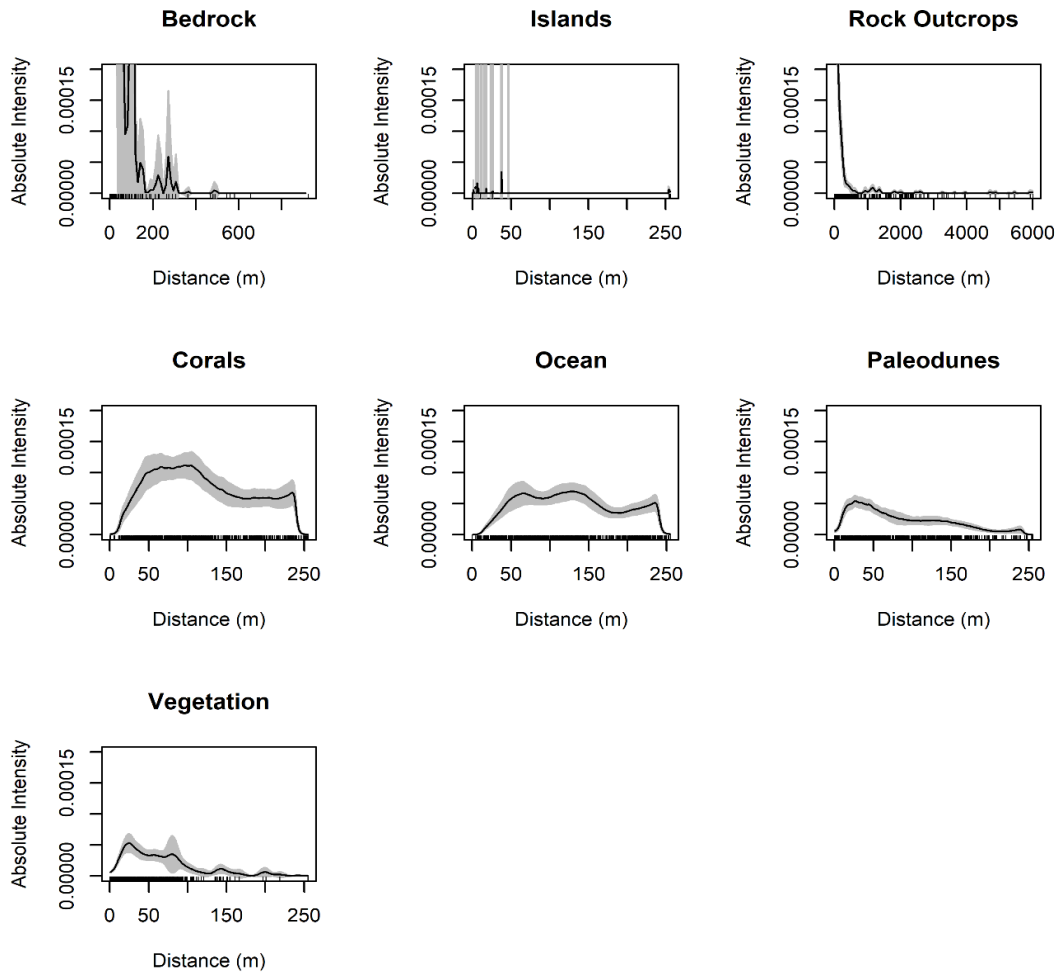 Bedrock
Absolute Intensity
0.00015
0.00000
0 200 600
Distance (m)
Islands
Absolute Intensity
0.00015
0.00000
0 50 150 250
Distance (m)
Rock Outcrops
Absolute Intensity
0.00015
0.00000
0 2000 4000 6000
Distance (m)
Corals
Absolute Intensity
0.00015
0.00000
0 50 150 250
Distance (m)
Ocean
Absolute Intensity
0.00015
0.00000
0 50 150 250
Distance (m)
Paleodunes
Absolute Intensity
0.00015
0.00000
0 50 150 250
Distance (m)
Vegetation
Absolute Intensity
0.00015
0.00000
0 50 150 250
Distance (m)